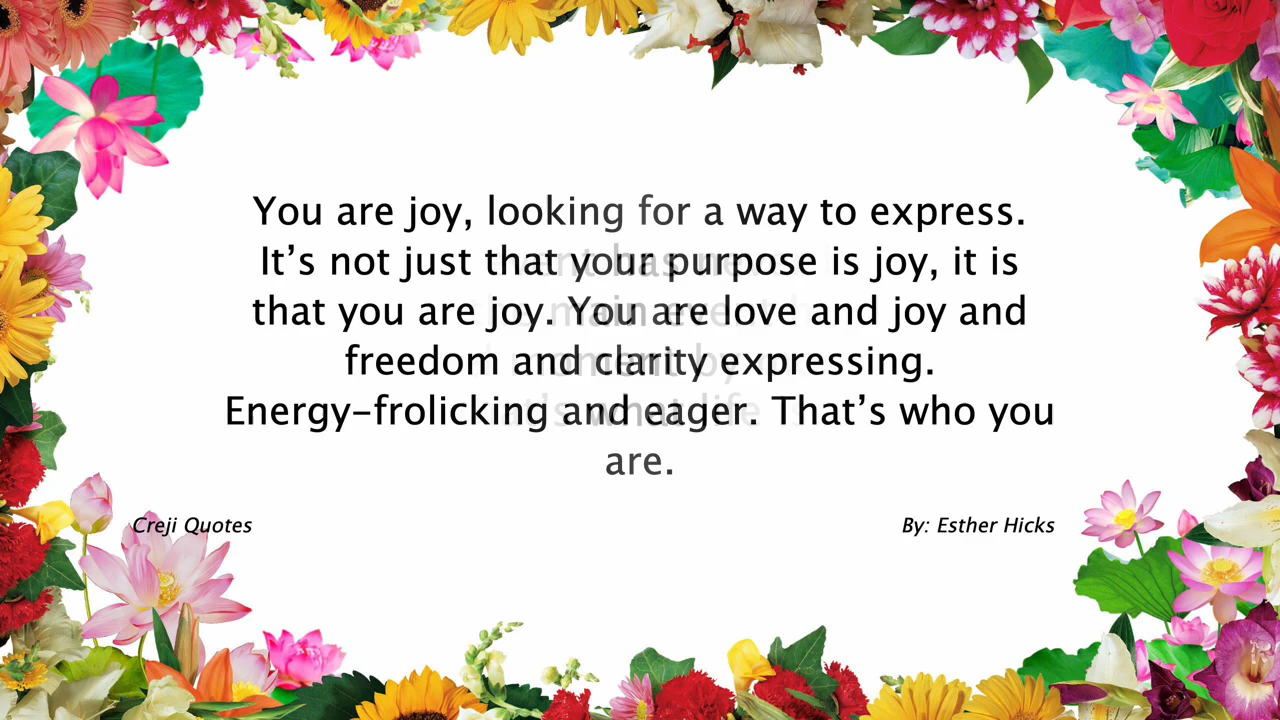 You are joy, looking for a way to express.
It’s not just that your purpose is joy, it is
that you are joy. You are love and joy and
freedom and clarity expressing.
Energy-frolicking and eager. That’s who you
are.
Creji Quotes
By: Esther Hicks